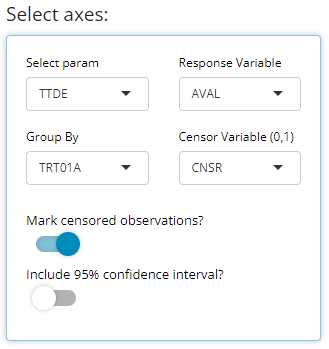 Select axes:
Select param Response Variable
TTDE AVAL
Group By Censor Variable (0,1)
TRT01A CNSR
Mark censored observations?
Include 95% confidence interval?